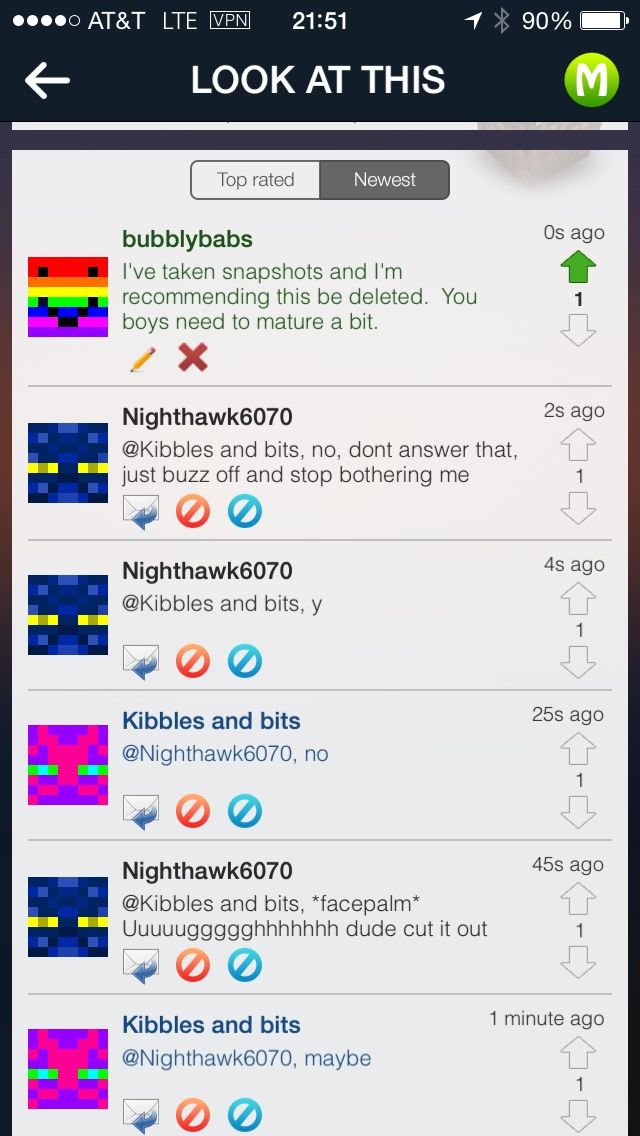 AT&T LTE VPN 21:51 90%
LOOK AT THIS
M
Top rated Newest
bubblybabs 0s ago
I've taken snapshots and I'm
recommending this be deleted. You
boys need to mature a bit.
1
Nighthawk6070 2s ago
@Kibbles and bits, no, dont answer that,
just buzz off and stop bothering me
1
Nighthawk6070 4s ago
@Kibbles and bits, y
1
Kibbles and bits 25s ago
@Nighthawk6070, no
1
Nighthawk6070 45s ago
@Kibbles and bits, *facepalm*
Uuuuuggggghhhhhhh dude cut it out
1
Kibbles and bits 1 minute ago
@Nighthawk6070, maybe
1